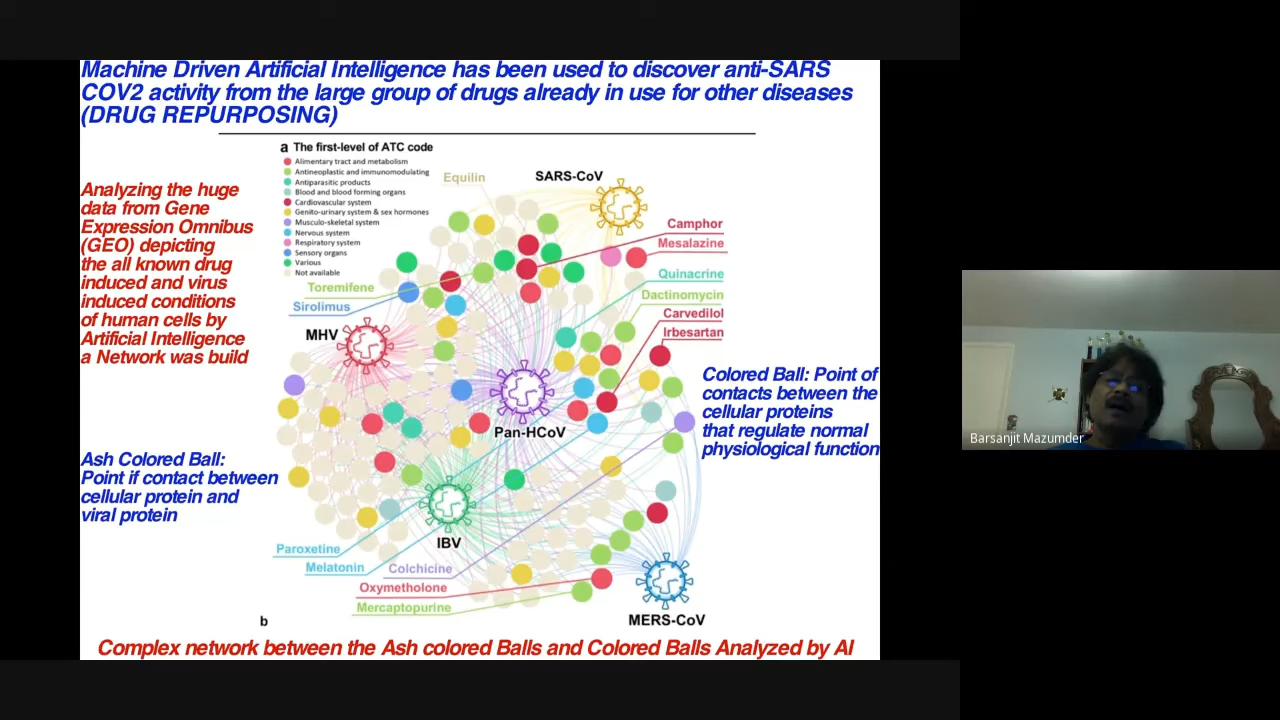 Machine Driven Artificial Intelligence has been used to discover anti-SARS
COV2 activity from the large group of drugs already in use for other diseases
(DRUG REPURPOSING)
a The first-level of ATC code
Alimentary tract and metabolism
Antineoplastic and immunomodulating
Antiparasitic products
Blood and blood forming organs
Cardiovascular system
Genito-urinary system & sex hormones
Musculo-skeletal system
Nervous system
Respiratory system
Sensory organs
Various
Not available
Analyzing the huge
data from Gene
Expression Omnibus
(GEO) depicting
the all known drug
induced and virus
induced conditions
of human cells by
Artificial Intelligence
a Network was build
Ash Colored Ball:
Point if contact between
cellular protein and
viral protein
Equilin
SARS-CoV
Camphor
Mesalazine
Quinacrine
Dactinomycin
Carvedilol
Irbesartan
Toremifene
Sirolimus
MHV
Pan-HCoV
IBV
MERS-CoV
Paroxetine
Melatonin
Colchicine
Oxymetholone
Mercaptopurine
b
Colored Ball: Point of
contacts between the
cellular proteins
that regulate normal
physiological function
Complex network between the Ash colored Balls and Colored Balls Analyzed by AI
Barsanjit Mazumder